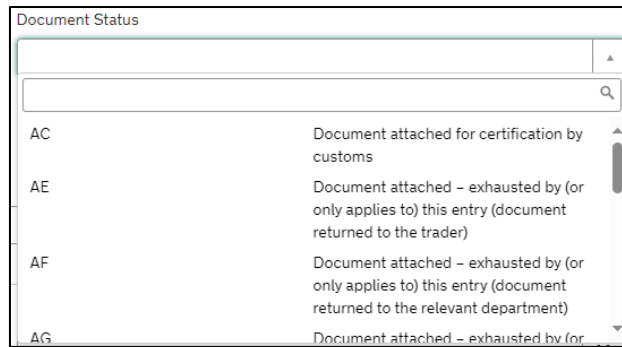 Document Status
AC Document attached for certification by
customs
AE Document attached – exhausted by (or
only applies to) this entry (document
returned to the trader)
AF Document attached – exhausted by (or
only applies to) this entry (document
returned to the relevant department)
AG Document attached – exhausted by (or